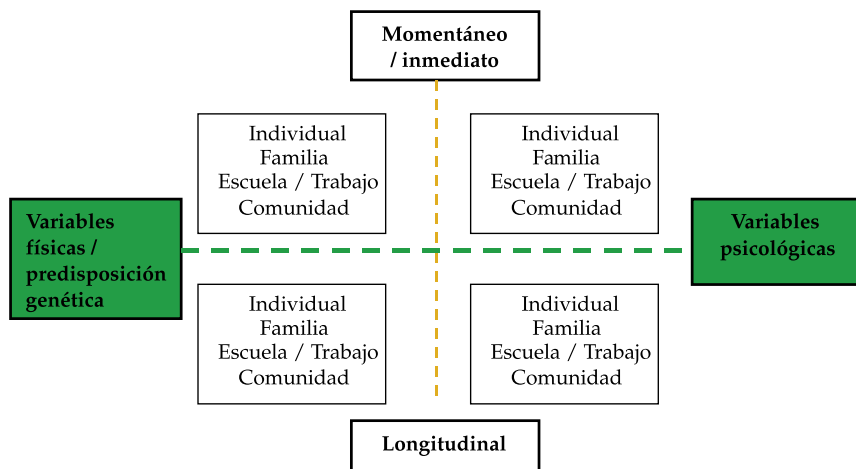 Momentáneo
/ inmediato
Individual
Familia
Escuela / Trabajo
Comunidad
Individual
Familia
Escuela / Trabajo
Comunidad
Variables
físicas /
predisposición
genética
Variables
psicológicas
Individual
Familia
Escuela / Trabajo
Comunidad
Individual
Familia
Escuela / Trabajo
Comunidad
Longitudinal